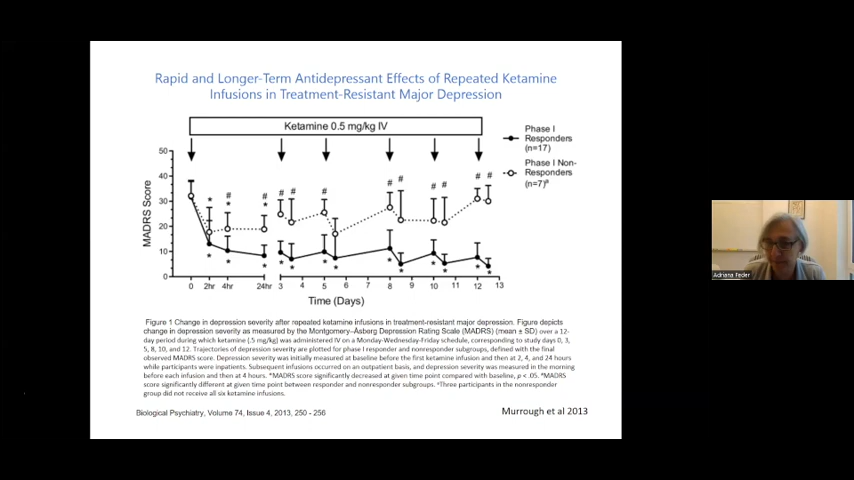 Rapid and Longer-Term Antidepressant Effects of Repeated Ketamine
Infusions in Treatment-Resistant Major Depression
Ketamine 0.5 mg/kg IV
Phase I
Responders
(n=17)
Phase I Non-
Responders
(n=7)ª
MADRS Score
50
40
30
20
10
0
# # # # # # # # # # #
* * *
* * * * * * * * * * * *
0 2hr 4hr 24hr 3 5 8 10 12 13
Time (Days)
Figure 1 Change in depression severity after repeated ketamine infusions in treatment-resistant major depression. Figure depicts
change in depression severity as measured by the Montgomery–Asborg Depression Rating Scale (MADRS) (mean ± SD) over a 12-
day period during which ketamine (.5 mg/kg) was administered IV on a Monday-Wednesday-Friday schedule, corresponding to study days 0, 3,
5, 8, 10, and 12. Trajectories of depression severity are plotted for phase I responder and nonresponder subgroups, defined with the final
observed MADRS score. Depression severity was initially measured at baseline before the first ketamine infusion and then at 2, 4, and 24 hours
while participants were inpatients. Subsequent infusions occurred on an outpatient basis, and depression severity was measured in the morning
before each infusion and then at 4 hours. *MADRS score significantly decreased at given time point compared with baseline, p < .05. #MADRS
score significantly different at given time point between responder and nonresponder subgroups. ªThree participants in the nonresponder
group did not receive all six ketamine infusions.
Biological Psychiatry, Volume 74, Issue 4, 2013, 250 - 256
Murrough et al 2013
Adriana Feder